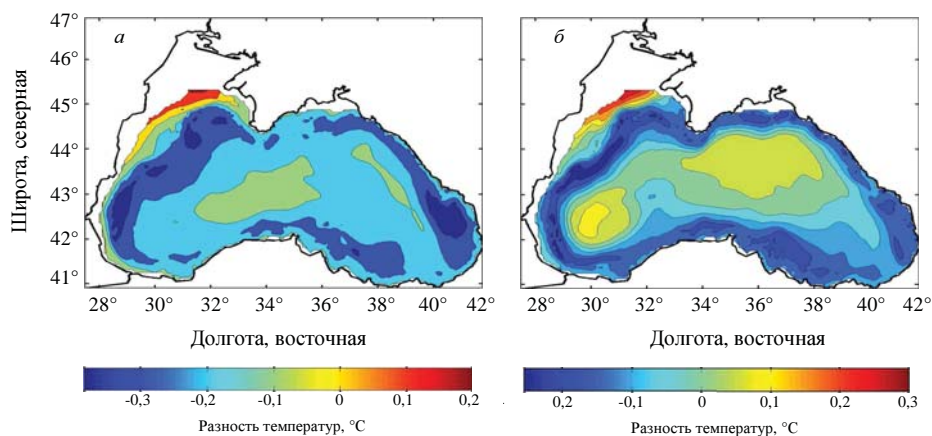 47°
46°
45°
44°
43°
42°
41°
Широта, северная
а
б
28° 30° 32° 34° 36° 38° 40° 42°
28° 30° 32° 34° 36° 38° 40° 42°
Долгота, восточная
Долгота, восточная
-0,3 -0,2 -0,1 0 0,1 0,2
0,2 -0,1 0 0,1 0,2 0,3
Разность температур, °С
Разность температур, °С